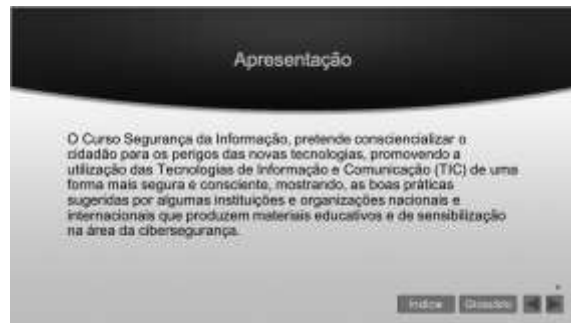 Apresentação
O Curso Segurança da Informação, pretende consciencializar o
cidadão para os perigos das novas tecnologias, promovendo a
utilização das Tecnologias de Informação e Comunicação (TIC) de uma
forma mais segura e consciente, mostrando, as boas práticas
sugeridas por algumas instituições e organizações nacionais e
internacionais que produzem materiais educativos e de sensibilização
na área da cibersegurança.
Índice Glossário